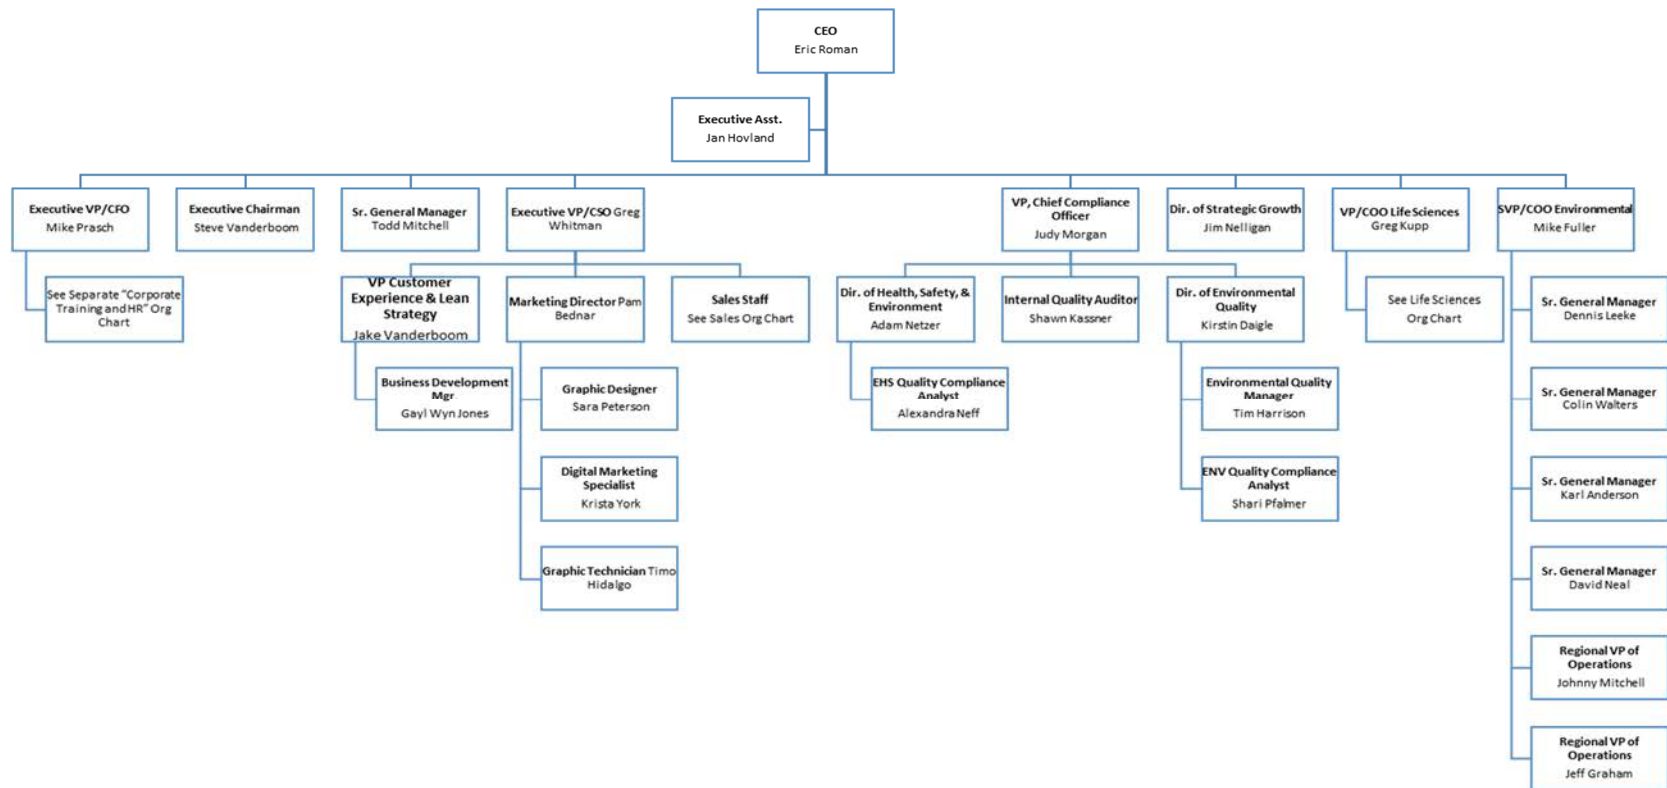 CEO
Eric Roman
Executive Asst.
Jan Hovland
Executive VP/CFO
Mike Prasch
Executive Chairman
Steve Vanderboom
Sr. General Manager
Todd Mitchell
Executive VP/CSO Greg
Whitman
VP, Chief Compliance
Officer
Judy Morgan
Dir. of Strategic Growth
Jim Nelligan
VP/COO Life Sciences
Greg Kupp
SVP/COO Environmental
Mike Fuller
See Separate "Corporate
Training and HR" Org
Chart
VP Customer
Experience & Lean
Strategy
Jake Vanderboom
Marketing Director Pam
Bednar
Sales Staff
See Sales Org Chart
Dir. of Health, Safety, &
Environment
Adam Netzer
Internal Quality Auditor
Shawn Kassner
Dir. of Environmental
Quality
Kirstin Daigle
See Life Sciences
Org Chart
Sr. General Manager
Dennis Leeke
Business Development
Mgr.
Gayl Wyn Jones
Graphic Designer
Sara Peterson
EHS Quality Compliance
Analyst
Alexandra Neff
Environmental Quality
Manager
Tim Harrison
Sr. General Manager
Colin Walters
Digital Marketing
Specialist
Krista York
ENV Quality Compliance
Analyst
Shari Pfalmer
Sr. General Manager
Karl Anderson
Graphic Technician Timo
Hidalgo
Sr. General Manager
David Neal
Regional VP of
Operations
Johnny Mitchell
Regional VP of
Operations
Jeff Graham